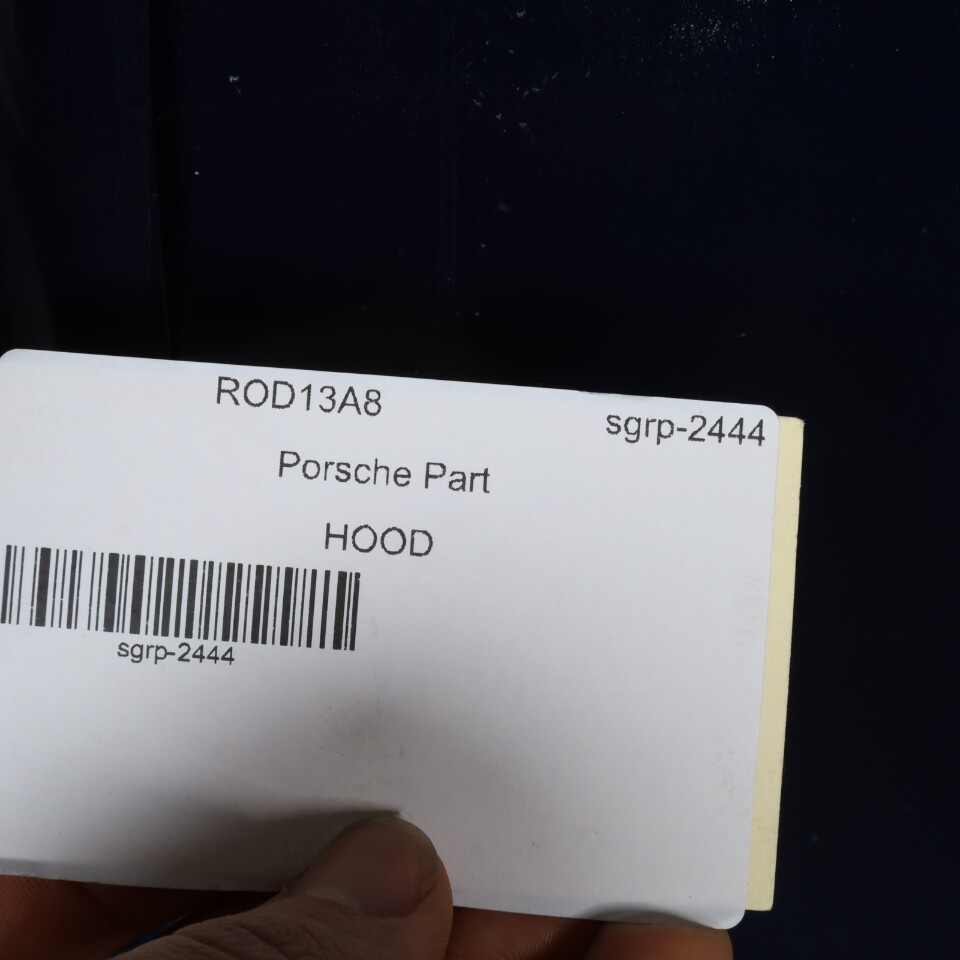 ROD13A8
sgrp-2444
Porsche Part
HOOD
sgrp-2444